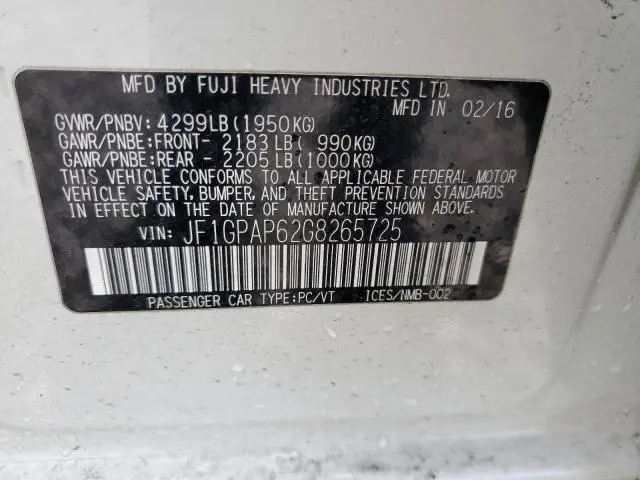 MFD BY FUJI HEAVY INDUSTRIES LTD.
MFD IN 02/16
GVWR/PNBV: 4299LB(1950KG)
GAWR/PNBE:FRONT- 2183LB( 990KG)
GAWR/PNBE:REAR - 2205LB(1000KG)
THIS VEHICLE CONFORMS TO ALL APPLICABLE FEDERAL MOTOR
VEHICLE SAFETY, BUMPER, AND THEFT PREVENTION STANDARDS
IN EFFECT ON THE DATE OF MANUFACTURE SHOWN ABOVE.
VIN: JF1GPAP62G8265725
PASSENGER CAR TYPE:PC/VT ICES/NMB-002